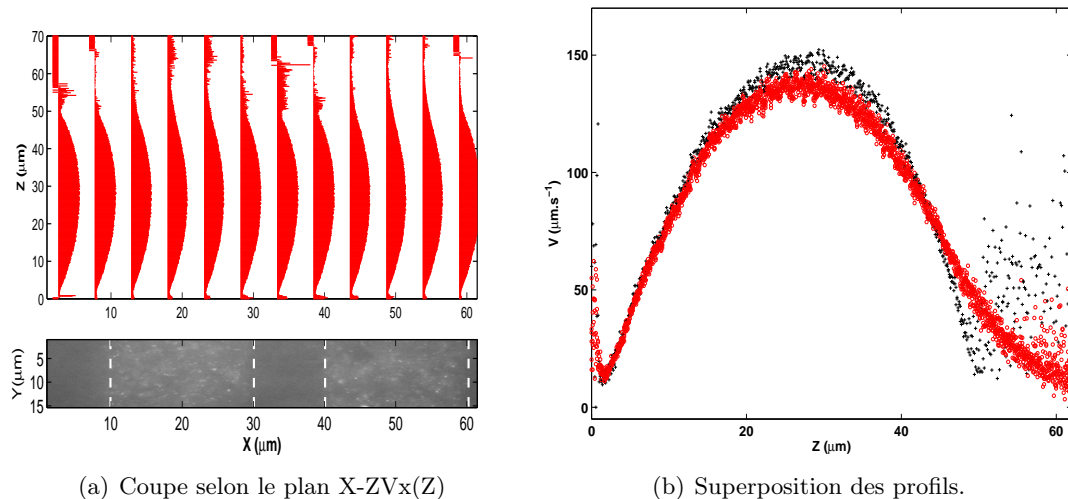 70
60
50
40
30
20
10
0
Z (μm)
10 20 30 40 50 60
5
10
15
Y (μm)
10 20 30 40 50 60
X (μm)
(a) Coupe selon le plan X-ZVx(Z)
150
100
50
0
V (μm.s⁻¹)
0 20 40 60
Z (μm)
(b) Superposition des profils.